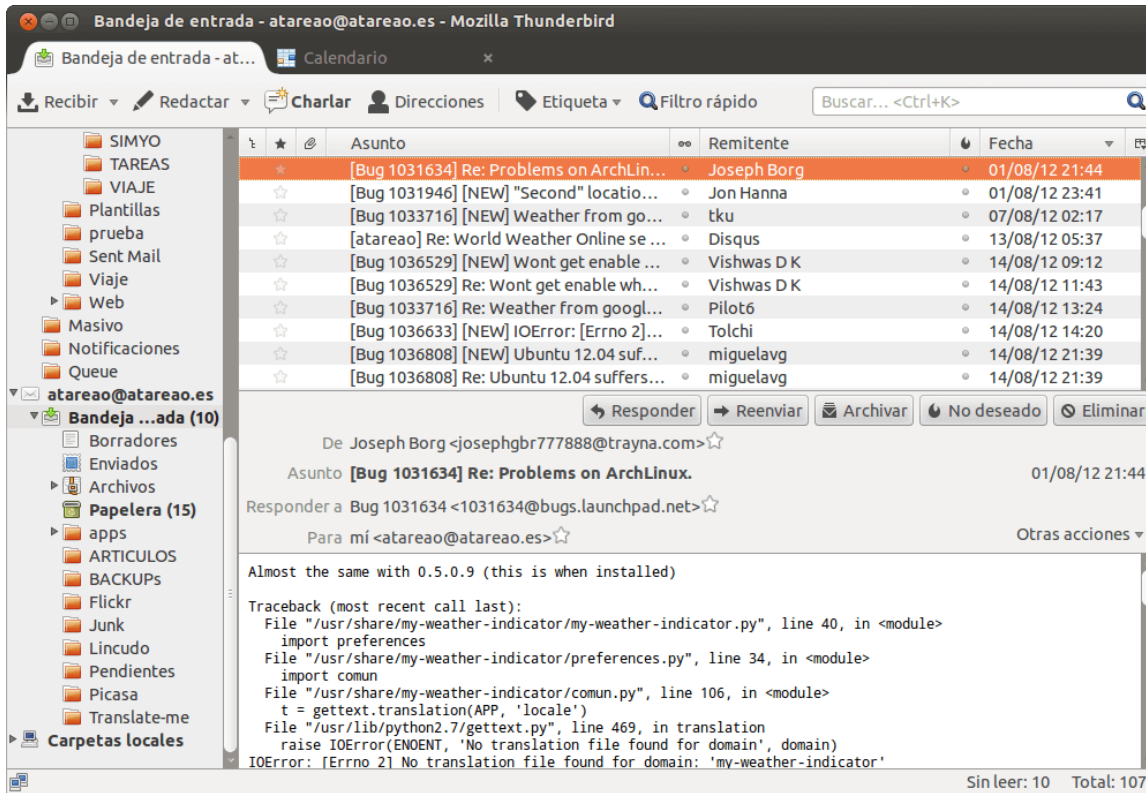 Bandeja de entrada - atareao@atareao.es - Mozilla Thunderbird
Bandeja de entrada - at... Calendario ×
Recibir Redactar Charlar Direcciones Etiqueta Filtro rápido Buscar... <Ctrl+K>
SIMYO
TAREAS
VIAJE
Plantillas
prueba
Sent Mail
Viaje
Web
Masivo
Notificaciones
Queue
atareao@atareao.es
Bandeja ...ada (10)
Borradores
Enviados
Archivos
Papelera (15)
apps
ARTICULOS
BACKUPs
Flickr
Junk
Lincudo
Pendientes
Picasa
Translate-me
Carpetas locales
Asunto Remitente Fecha
[Bug 1031634] Re: Problems on ArchLin... Joseph Borg 01/08/12 21:44
[Bug 1031946] [NEW] "Second" locatio... Jon Hanna 01/08/12 23:41
[Bug 1033716] [NEW] Weather from go... tku 07/08/12 02:17
[atareao] Re: World Weather Online se ... Disqus 13/08/12 05:37
[Bug 1036529] [NEW] Wont get enable ... Vishwas D K 14/08/12 09:12
[Bug 1036529] Re: Wont get enable wh... Vishwas D K 14/08/12 11:43
[Bug 1033716] Re: Weather from googl... Pilot6 14/08/12 13:24
[Bug 1036633] [NEW] IOError: [Errno 2]... Tolchi 14/08/12 14:20
[Bug 1036808] [NEW] Ubuntu 12.04 suf... miguelavg 14/08/12 21:39
[Bug 1036808] Re: Ubuntu 12.04 suffers... miguelavg 14/08/12 21:39
Responder Reenviar Archivar No deseado Eliminar
De Joseph Borg <josephgbr777888@trayna.com>
Asunto [Bug 1031634] Re: Problems on ArchLinux. 01/08/12 21:44
Responder a Bug 1031634 <1031634@bugs.launchpad.net>
Para mí <atareao@atareao.es> Otras acciones
Almost the same with 0.5.0.9 (this is when installed)
Traceback (most recent call last):
File "/usr/share/my-weather-indicator/my-weather-indicator.py", line 40, in <module>
import preferences
File "/usr/share/my-weather-indicator/preferences.py", line 34, in <module>
import comun
File "/usr/share/my-weather-indicator/comun.py", line 106, in <module>
t = gettext.translation(APP, 'locale')
File "/usr/lib/python2.7/gettext.py", line 469, in translation
raise IOError(ENOENT, 'No translation file found for domain', domain)
IOError: [Errno 2] No translation file found for domain: 'my-weather-indicator'
Sin leer: 10 Total: 107